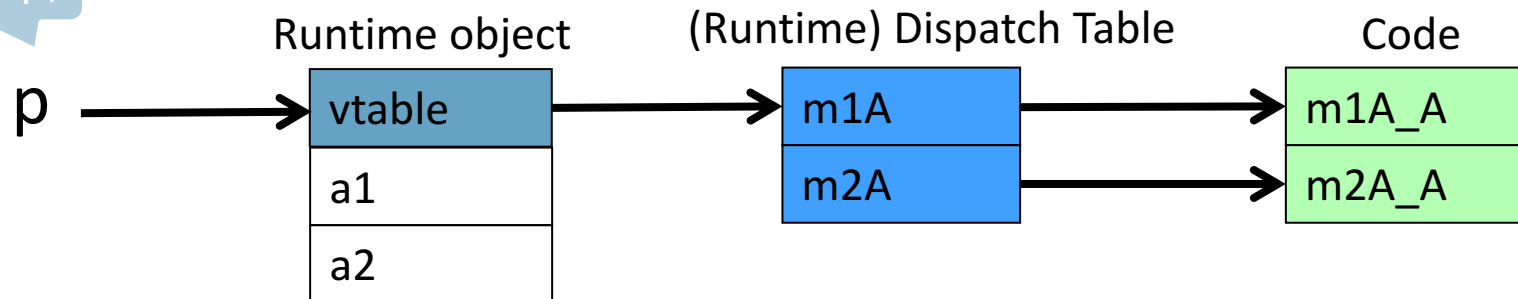 Runtime object
(Runtime) Dispatch Table
Code
p
vtable
m1A
m1A_A
a1
m2A
m2A_A
a2